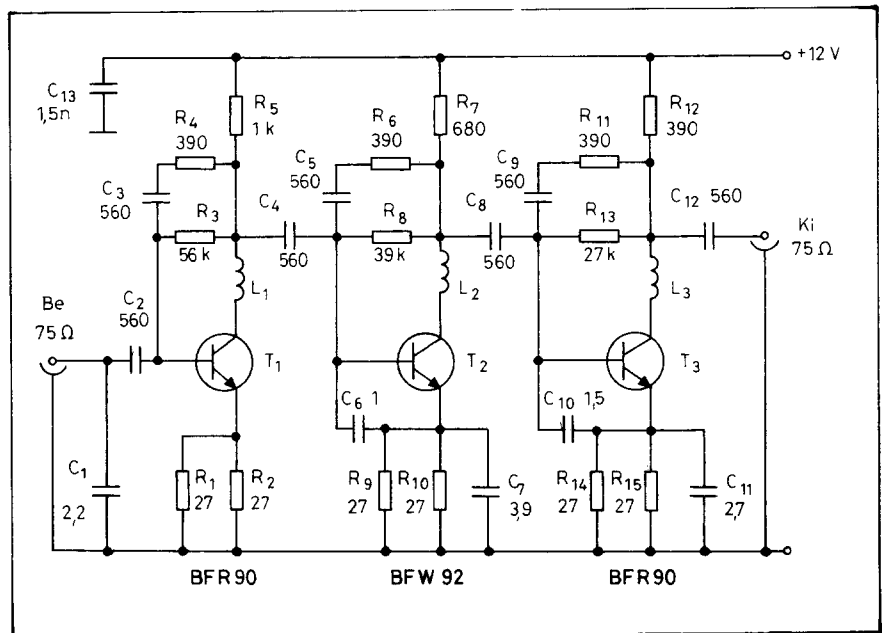 +12 V
C13
1,5n
R4
390
R5
1 k
R6
390
R7
680
R11
390
R12
390
C3
560
R3
56 k
C4
560
C5
560
R8
39 k
C8
560
C9
560
R13
27 k
C12 560
Ki
75 Ω
L1
L2
L3
Be
75 Ω
C2
560
T1
T2
T3
C6 1
C10 1,5
C1
2,2
R1
27
R2
27
R9
27
R10
27
C7
3,9
R14
27
R15
27
C11
2,7
BFR 90
BFW 92
BFR 90